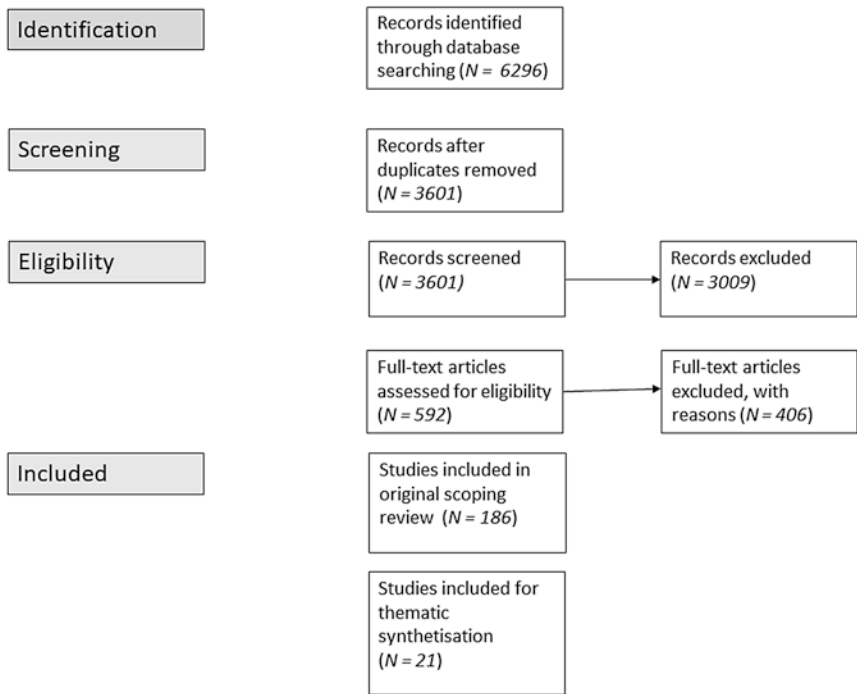 Identification
Records identified
through database
searching (N = 6296)
Screening
Records after
duplicates removed
(N = 3601)
Eligibility
Records screened
(N = 3601)
Records excluded
(N = 3009)
Full-text articles
assessed for eligibility
(N = 592)
Full-text articles
excluded, with
reasons (N = 406)
Included
Studies included in
original scoping
review (N = 186)
Studies included for
thematic
synthetisation
(N = 21)